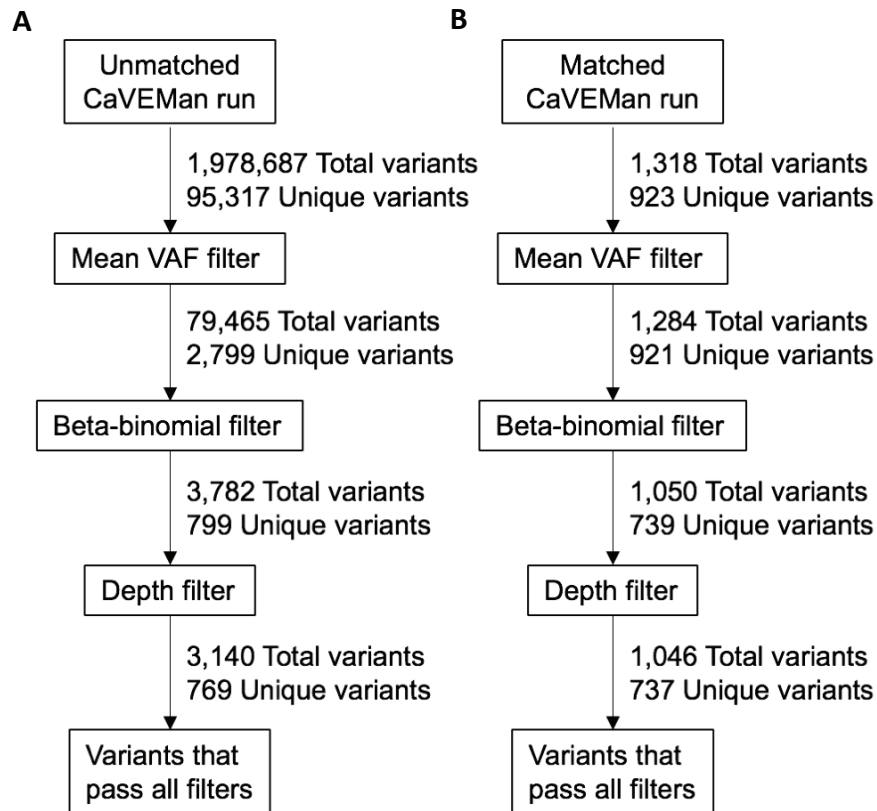 A
Unmatched
CaVEMan run
1,978,687 Total variants
95,317 Unique variants
Mean VAF filter
79,465 Total variants
2,799 Unique variants
Beta-binomial filter
3,782 Total variants
799 Unique variants
Depth filter
3,140 Total variants
769 Unique variants
Variants that
pass all filters
B
Matched
CaVEMan run
1,318 Total variants
923 Unique variants
Mean VAF filter
1,284 Total variants
921 Unique variants
Beta-binomial filter
1,050 Total variants
739 Unique variants
Depth filter
1,046 Total variants
737 Unique variants
Variants that
pass all filters